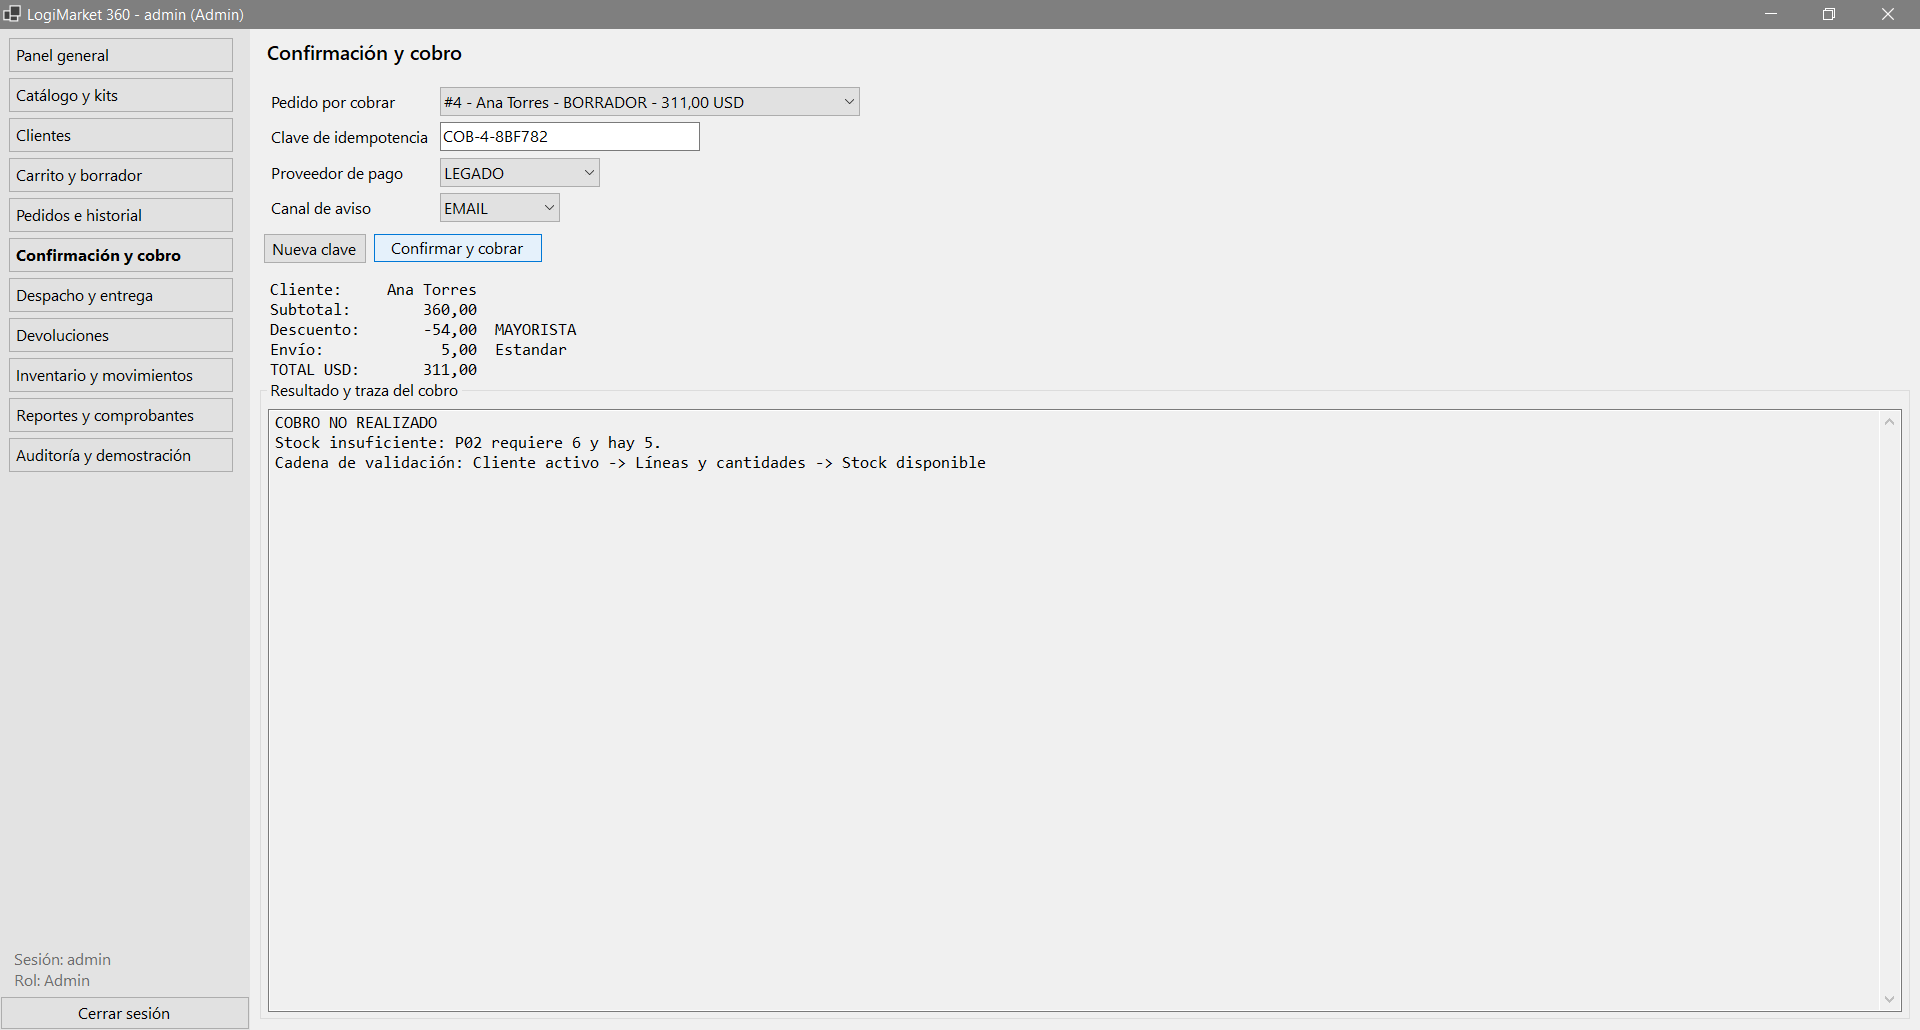 LogiMarket 360 - admin (Admin)
Panel general
Catálogo y kits
Clientes
Carrito y borrador
Pedidos e historial
Confirmación y cobro
Despacho y entrega
Devoluciones
Inventario y movimientos
Reportes y comprobantes
Auditoría y demostración
Sesión: admin
Rol: Admin
Cerrar sesión
Confirmación y cobro
Pedido por cobrar #4 - Ana Torres - BORRADOR - 311,00 USD
Clave de idempotencia COB-4-8BF782
Proveedor de pago LEGADO
Canal de aviso EMAIL
Nueva clave Confirmar y cobrar
Cliente: Ana Torres
Subtotal: 360,00
Descuento: -54,00 MAYORISTA
Envío: 5,00 Estandar
TOTAL USD: 311,00
Resultado y traza del cobro
COBRO NO REALIZADO
Stock insuficiente: P02 requiere 6 y hay 5.
Cadena de validación: Cliente activo -> Líneas y cantidades -> Stock disponible